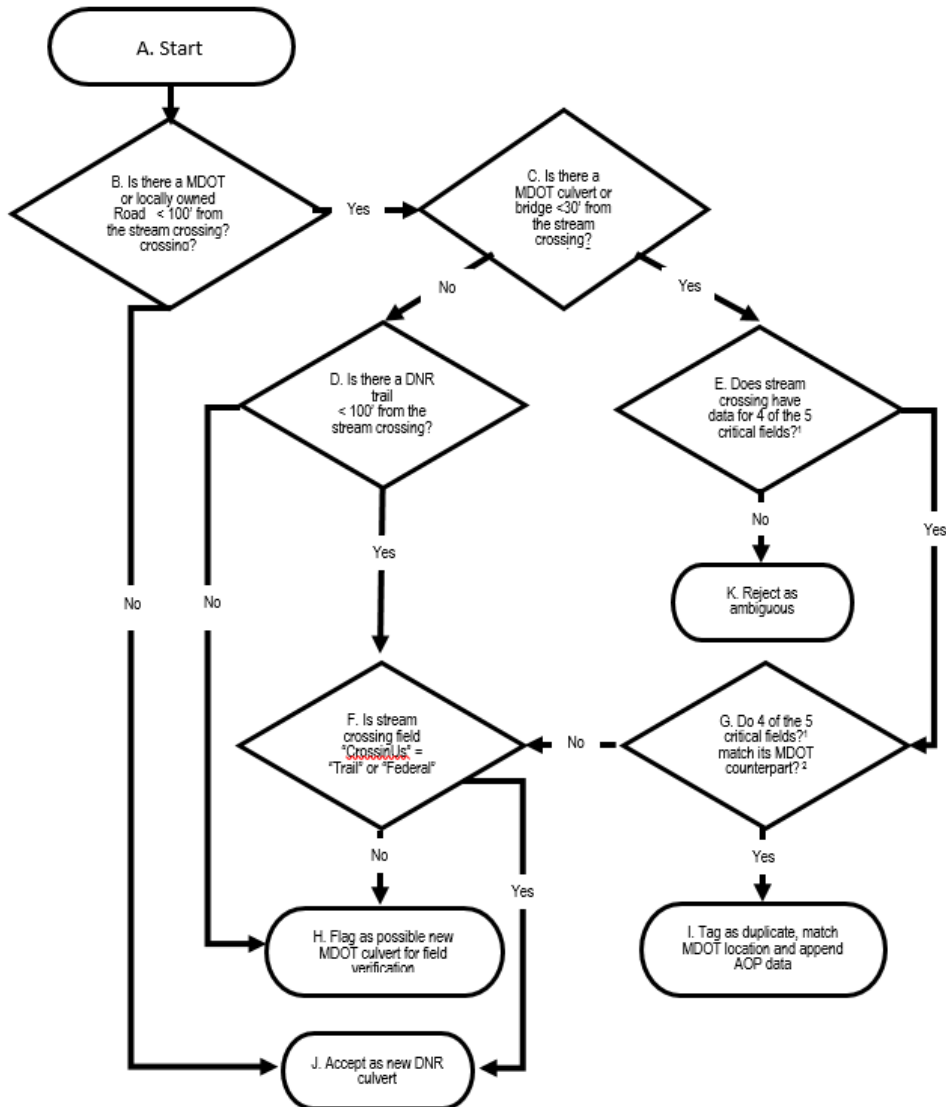 A. Start
B. Is there a MDOT
or locally owned
Road < 100' from
the stream crossing?
crossing?
Yes
C. Is there a
MDOT culvert or
bridge <30' from
the stream
crossing?
No
Yes
D. Is there a DNR
trail
< 100' from the
stream crossing?
E. Does stream
crossing have
data for 4 of the 5
critical fields?¹
No
Yes
Yes
No
No
K. Reject as
ambiguous
F. Is stream
crossing field
"CrossinUs" =
"Trail" or "Federal"
No
G. Do 4 of the 5
critical fields?¹
match its MDOT
counterpart? ²
No
Yes
Yes
H. Flag as possible new
MDOT culvert for field
verification
I. Tag as duplicate, match
MDOT location and append
AOP data
J. Accept as new DNR
culvert